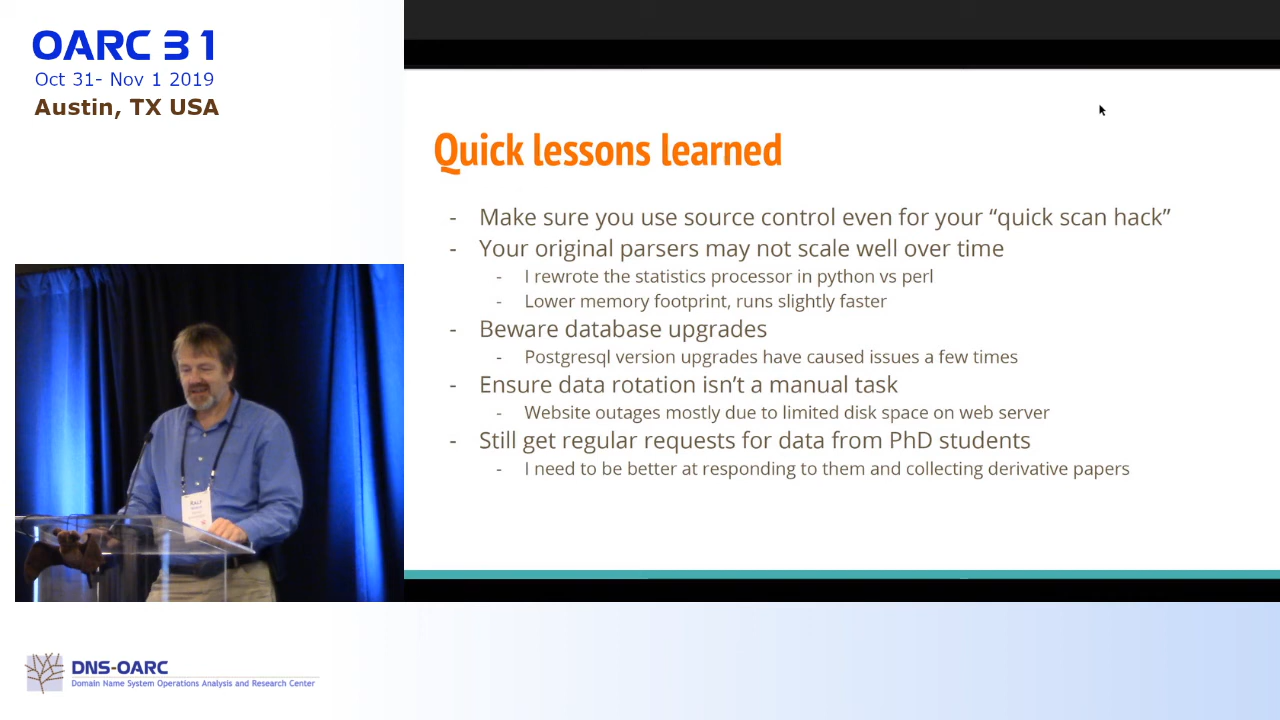 OARC 31
Oct 31- Nov 1 2019
Austin, TX USA
Quick lessons learned
- Make sure you use source control even for your “quick scan hack”
- Your original parsers may not scale well over time
- I rewrote the statistics processor in python vs perl
- Lower memory footprint, runs slightly faster
- Beware database upgrades
- Postgresql version upgrades have caused issues a few times
- Ensure data rotation isn’t a manual task
- Website outages mostly due to limited disk space on web server
- Still get regular requests for data from PhD students
- I need to be better at responding to them and collecting derivative papers
DNS-OARC
Domain Name System Operations Analysis and Research Center